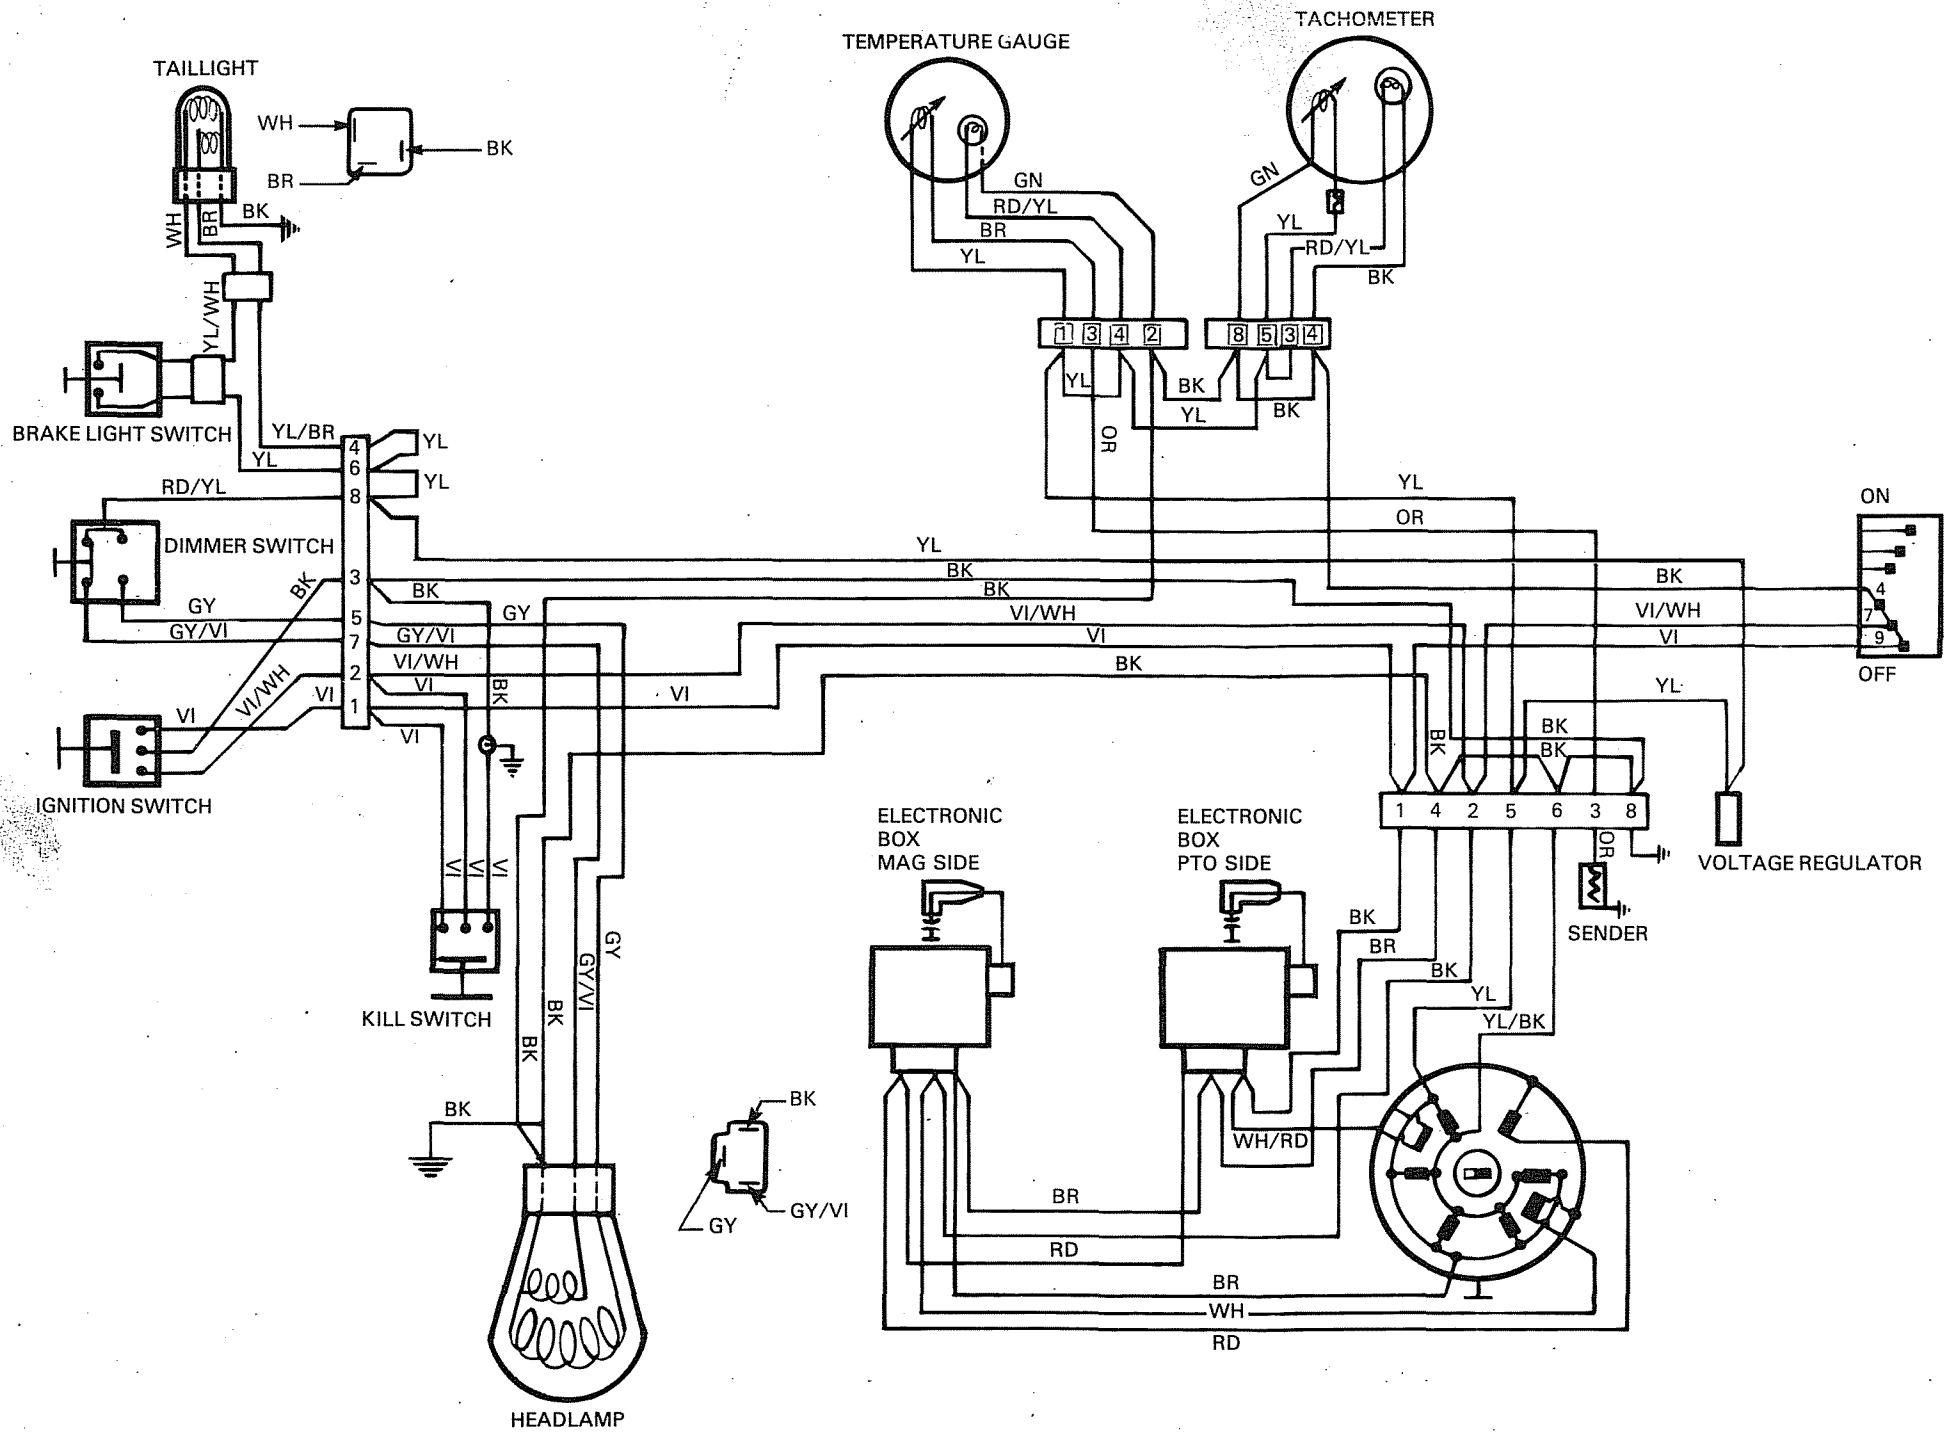 TACHOMETER
TEMPERATURE GAUGE
TAILLIGHT
WH
BK
BR
WH
BR
BK
GN
RD/YL
BR
YL
GN
YL
RD/YL
BK
YL/WH
1 3 4 2
8 5 3 4
YL
BK
YL
BK
OR
BRAKE LIGHT SWITCH
YL/BR
YL
4
6
8
3
5
7
2
1
YL
YL
RD/YL
DIMMER SWITCH
GY
GY/VI
BK
VI/WH
VI
VI
IGNITION SWITCH
BK
GY
GY/VI
VI/WH
VI
VI
BK
VI
YL
OR
YL
BK
BK
VI/WH
VI
BK
ON
BK
VI/WH
VI
4
7
9
OFF
YL
BK
BK
BK
1 4 2 5 6 3 8
OR
VOLTAGE REGULATOR
SENDER
ELECTRONIC
BOX
MAG SIDE
ELECTRONIC
BOX
PTO SIDE
VI
VI
VI
KILL SWITCH
BK
BK
GY/VI
GY
BK
BK
GY
GY/VI
HEADLAMP
BK
BR
BK
YL
YL/BK
WH/RD
BR
RD
BR
WH
RD